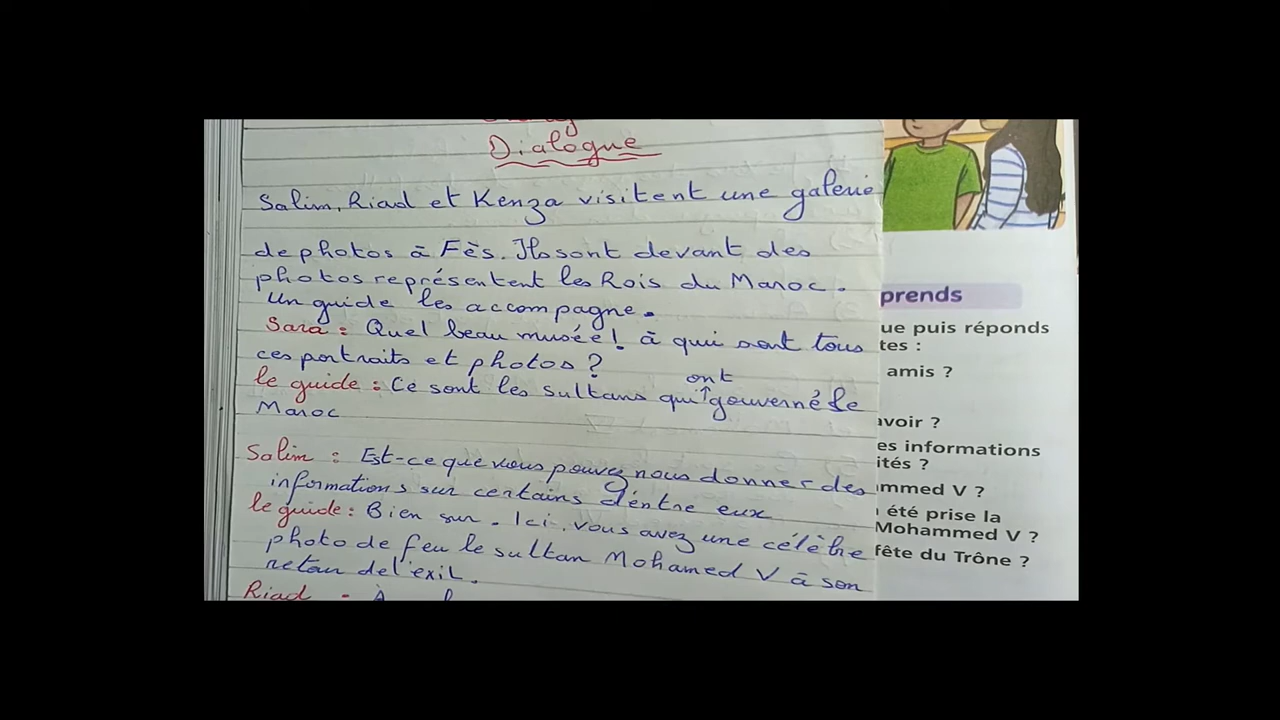 Dialogue
Salim, Riad et Kenza visitent une galerie
de photos à Fès. Ils sont devant des
photos représentent les Rois du Maroc.
Un guide les accompagne.
Sara : Quel beau musée! à qui sont tous
ces portraits et photos ?
ont
le guide : Ce sont les sultans qui↑gouverné le
Maroc
Salim : Est-ce que vous pouvez nous donner des
informations sur certains d'entre eux
le guide : Bien sur. Ici, vous avez une célèbre
photo de feu le sultan Mohamed V à son
retour de l'exil.
Riad - À
prends
ue puis réponds
tes :
amis ?
avoir ?
es informations
ités ?
mmed V ?
été prise la
Mohammed V ?
fête du Trône ?